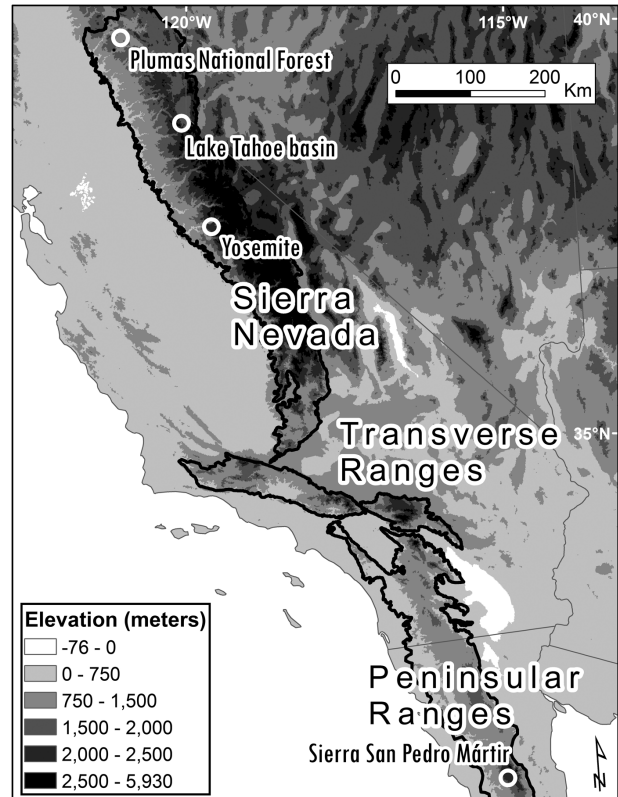 120°W
115°W
40°N
Plumas National Forest
0 100 200
Km
Lake Tahoe basin
Yosemite
Sierra
Nevada
35°N
Transverse
Ranges
Elevation (meters)
-76 - 0
0 - 750
750 - 1,500
1,500 - 2,000
2,000 - 2,500
2,500 - 5,930
Peninsular
Ranges
Sierra San Pedro Mártir
N